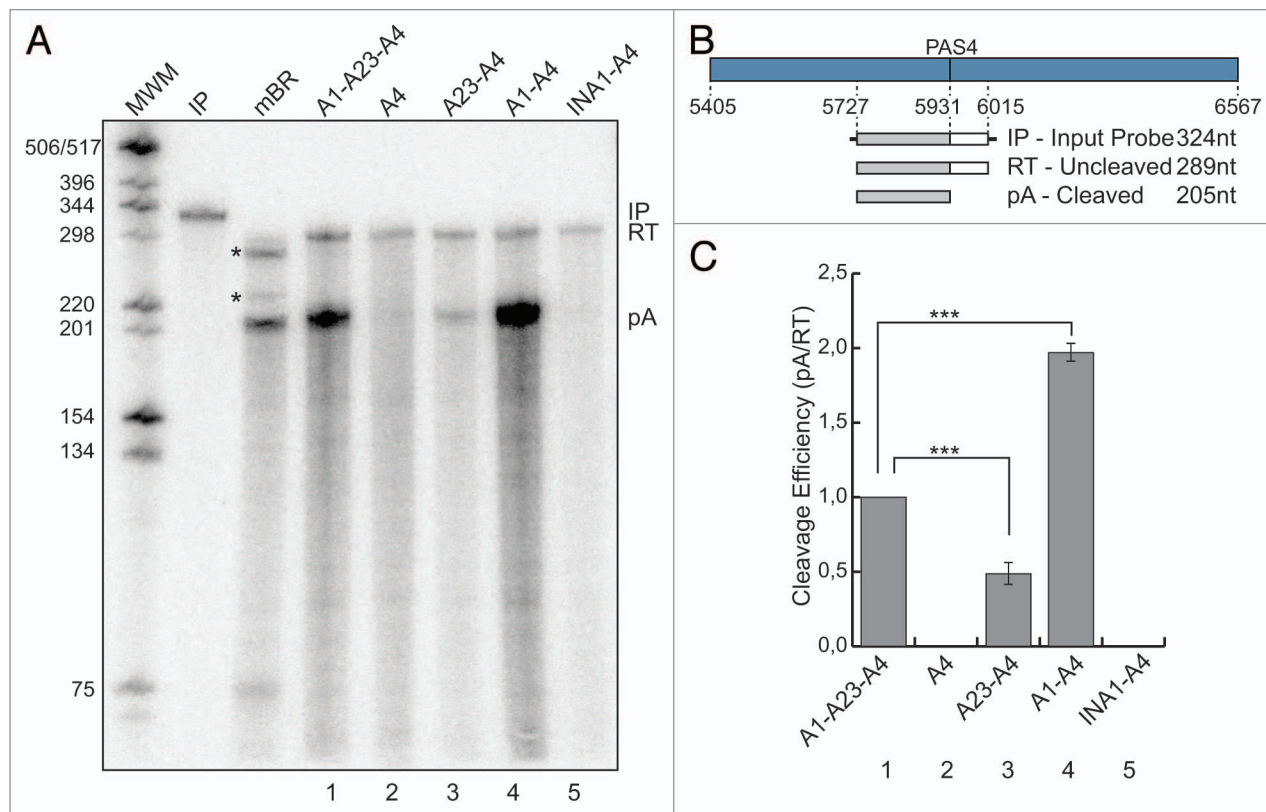 A
MWM IP mBR A1-A23-A4 A4 A23-A4 A1-A4 INA1-A4
506/517
396
344
298
220
201
154
134
75
*
*
IP
RT
pA
1 2 3 4 5
B
PAS4
5405 5727 5931 6015 6567
IP - Input Probe 324nt
RT - Uncleaved 289nt
pA - Cleaved 205nt
C
Cleavage Efficiency (pA/RT)
2,5
2,0
1,0
0,5
0,0
***
***
A1-A23-A4 A4 A23-A4 A1-A4 INA1-A4
1 2 3 4 5